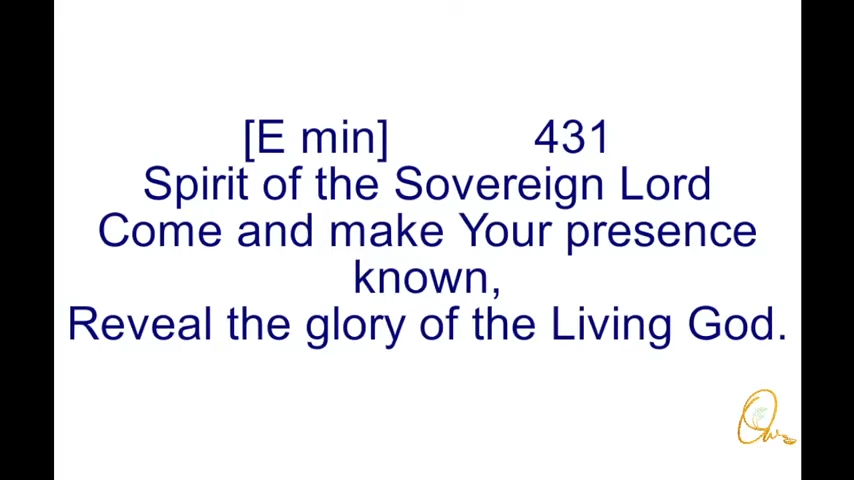 [E min] 431
Spirit of the Sovereign Lord
Come and make Your presence
known,
Reveal the glory of the Living God.